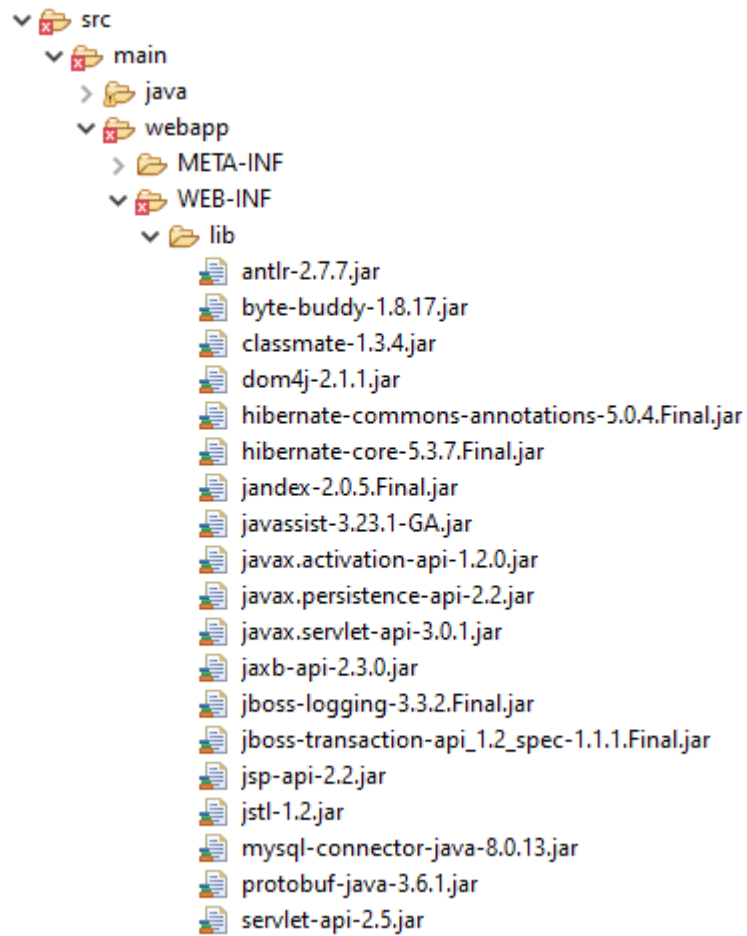 src
main
java
webapp
META-INF
WEB-INF
lib
antlr-2.7.7.jar
byte-buddy-1.8.17.jar
classmate-1.3.4.jar
dom4j-2.1.1.jar
hibernate-commons-annotations-5.0.4.Final.jar
hibernate-core-5.3.7.Final.jar
jandex-2.0.5.Final.jar
javassist-3.23.1-GA.jar
javax.activation-api-1.2.0.jar
javax.persistence-api-2.2.jar
javax.servlet-api-3.0.1.jar
jaxb-api-2.3.0.jar
jboss-logging-3.3.2.Final.jar
jboss-transaction-api_1.2_spec-1.1.1.Final.jar
jsp-api-2.2.jar
jstl-1.2.jar
mysql-connector-java-8.0.13.jar
protobuf-java-3.6.1.jar
servlet-api-2.5.jar